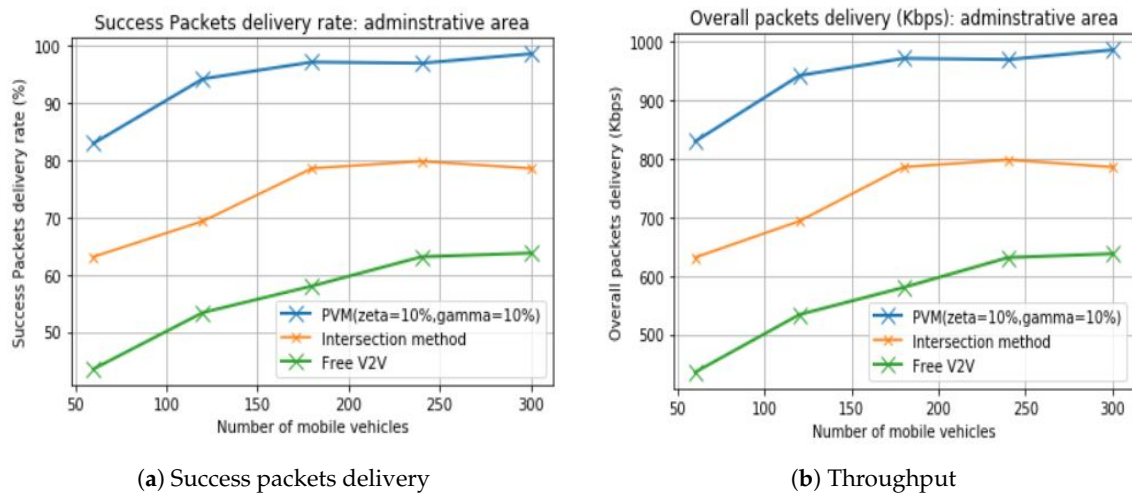 Success Packets delivery rate: adminstrative area
Success Packets delivery rate (%)
100
90
80
70
60
50
50
100
150
200
250
300
Number of mobile vehicles
PVM(zeta=10%,gamma=10%)
Intersection method
Free V2V
(a) Success packets delivery
Overall packets delivery (Kbps): adminstrative area
Overall packets delivery (Kbps)
1000
900
800
700
600
500
50
100
150
200
250
300
Number of mobile vehicles
PVM(zeta=10%,gamma=10%)
Intersection method
Free V2V
(b) Throughput